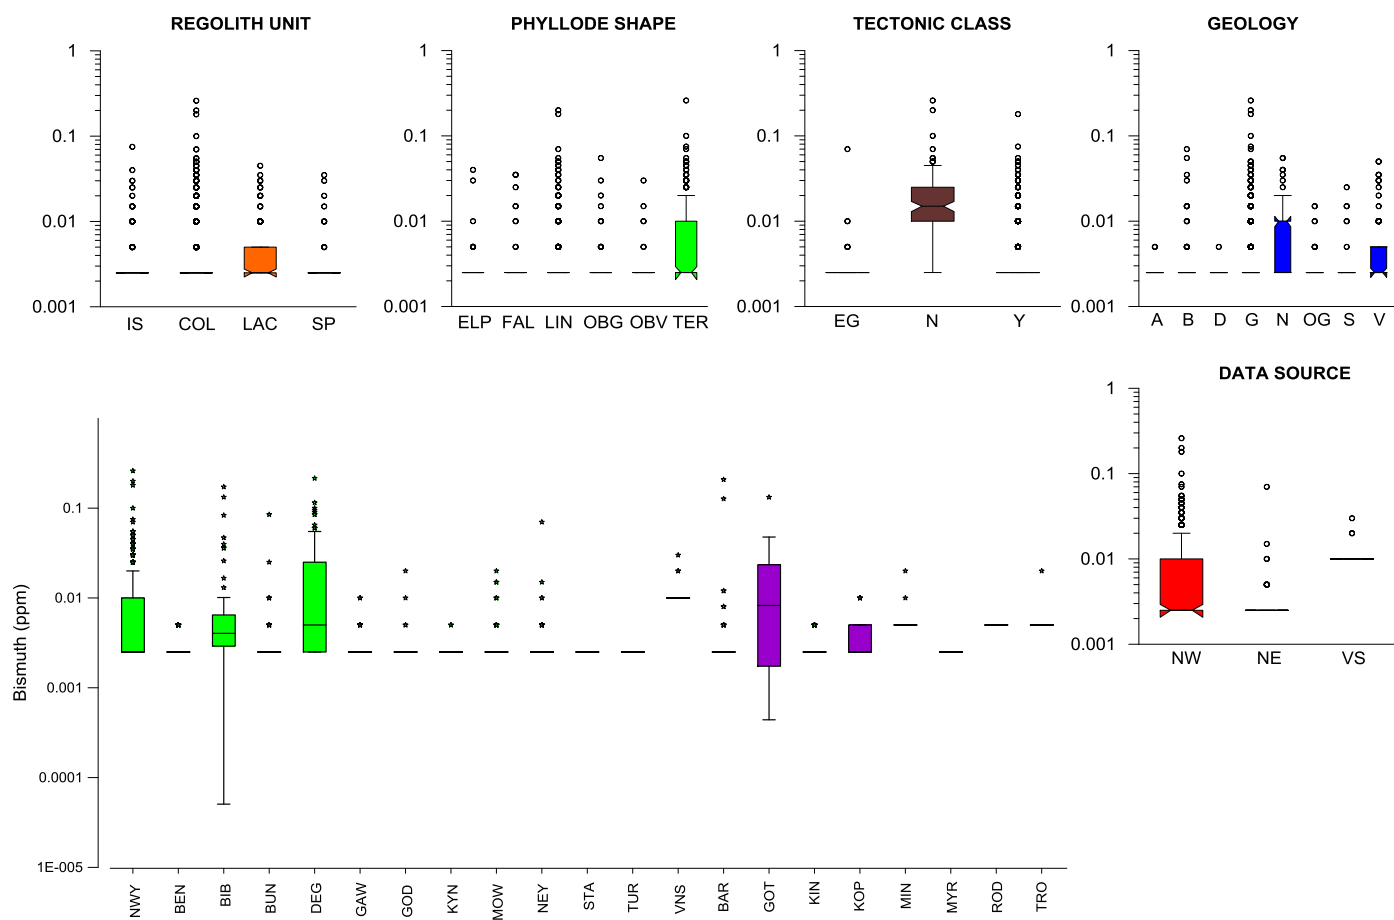 REGOLITH UNIT
1
0.1
0.01
0.001
IS COL LAC SP
PHYLLODE SHAPE
1
0.1
0.01
0.001
ELP FAL LIN OBG OBV TER
TECTONIC CLASS
1
0.1
0.01
0.001
EG N Y
GEOLOGY
1
0.1
0.01
0.001
A B D G N OG S V
DATA SOURCE
1
0.1
0.01
0.001
NW NE VS
Bismuth (ppm)
0.1
0.01
0.001
0.0001
1E-005
NWY BEN BIB BUN DEG GAW GOD KYN MOW NEY STA TUR VNS BAR GOT KIN KOP MIN MYR ROD TRO